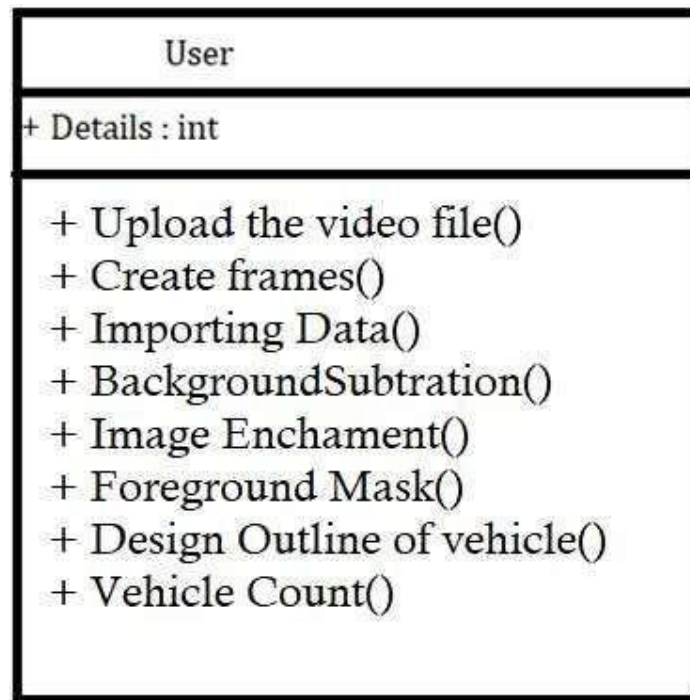 User
+ Details : int
+ Upload the video file()
+ Create frames()
+ Importing Data()
+ BackgroundSubtration()
+ Image Enchament()
+ Foreground Mask()
+ Design Outline of vehicle()
+ Vehicle Count()